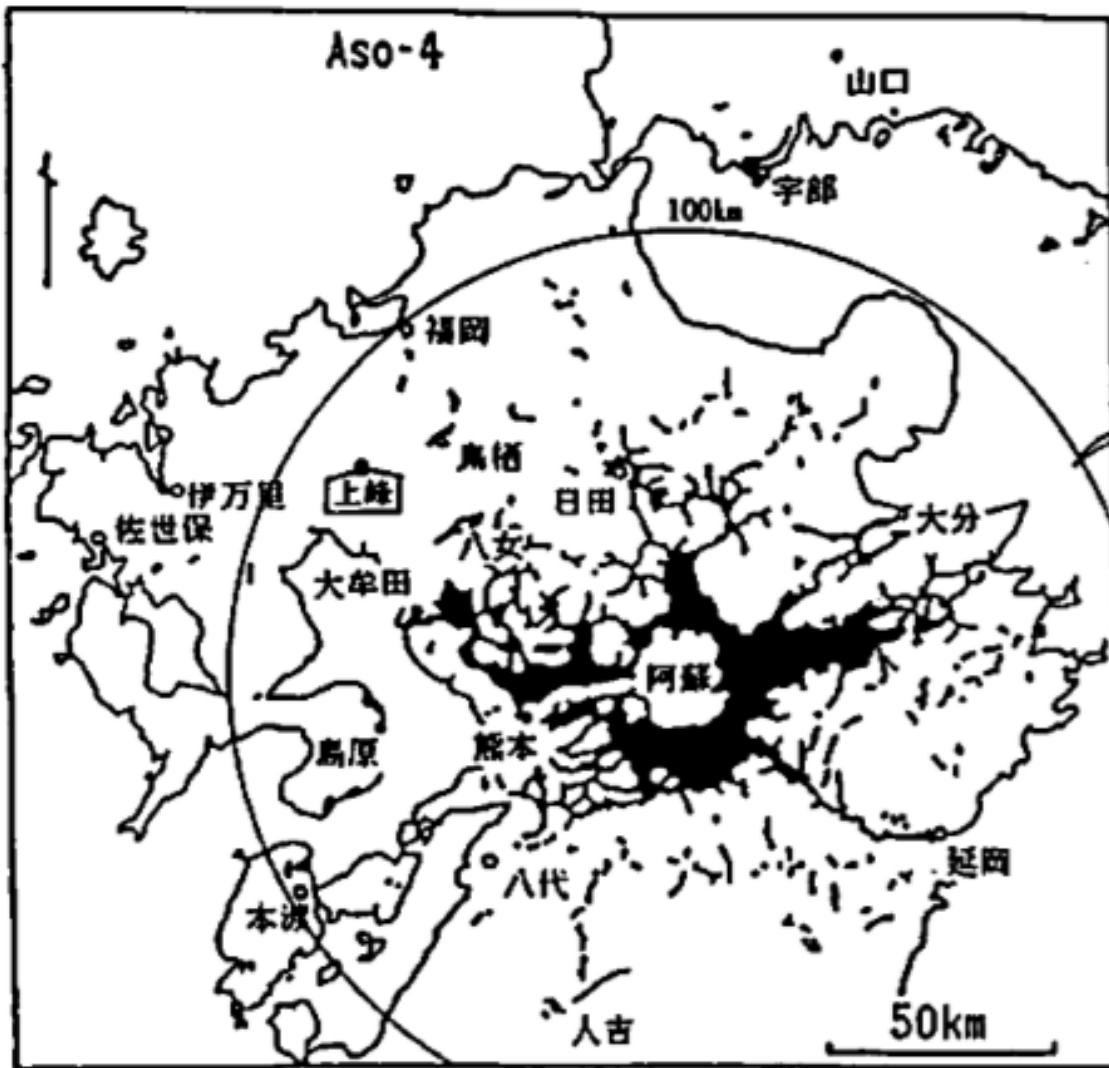 Aso-4
山口
宇部
100km
福岡
鳥栖
上峰
伊万里
日田
佐世保
八女
大分
大牟田
阿蘇
熊本
島原
八代
延岡
本渡
人吉
50km